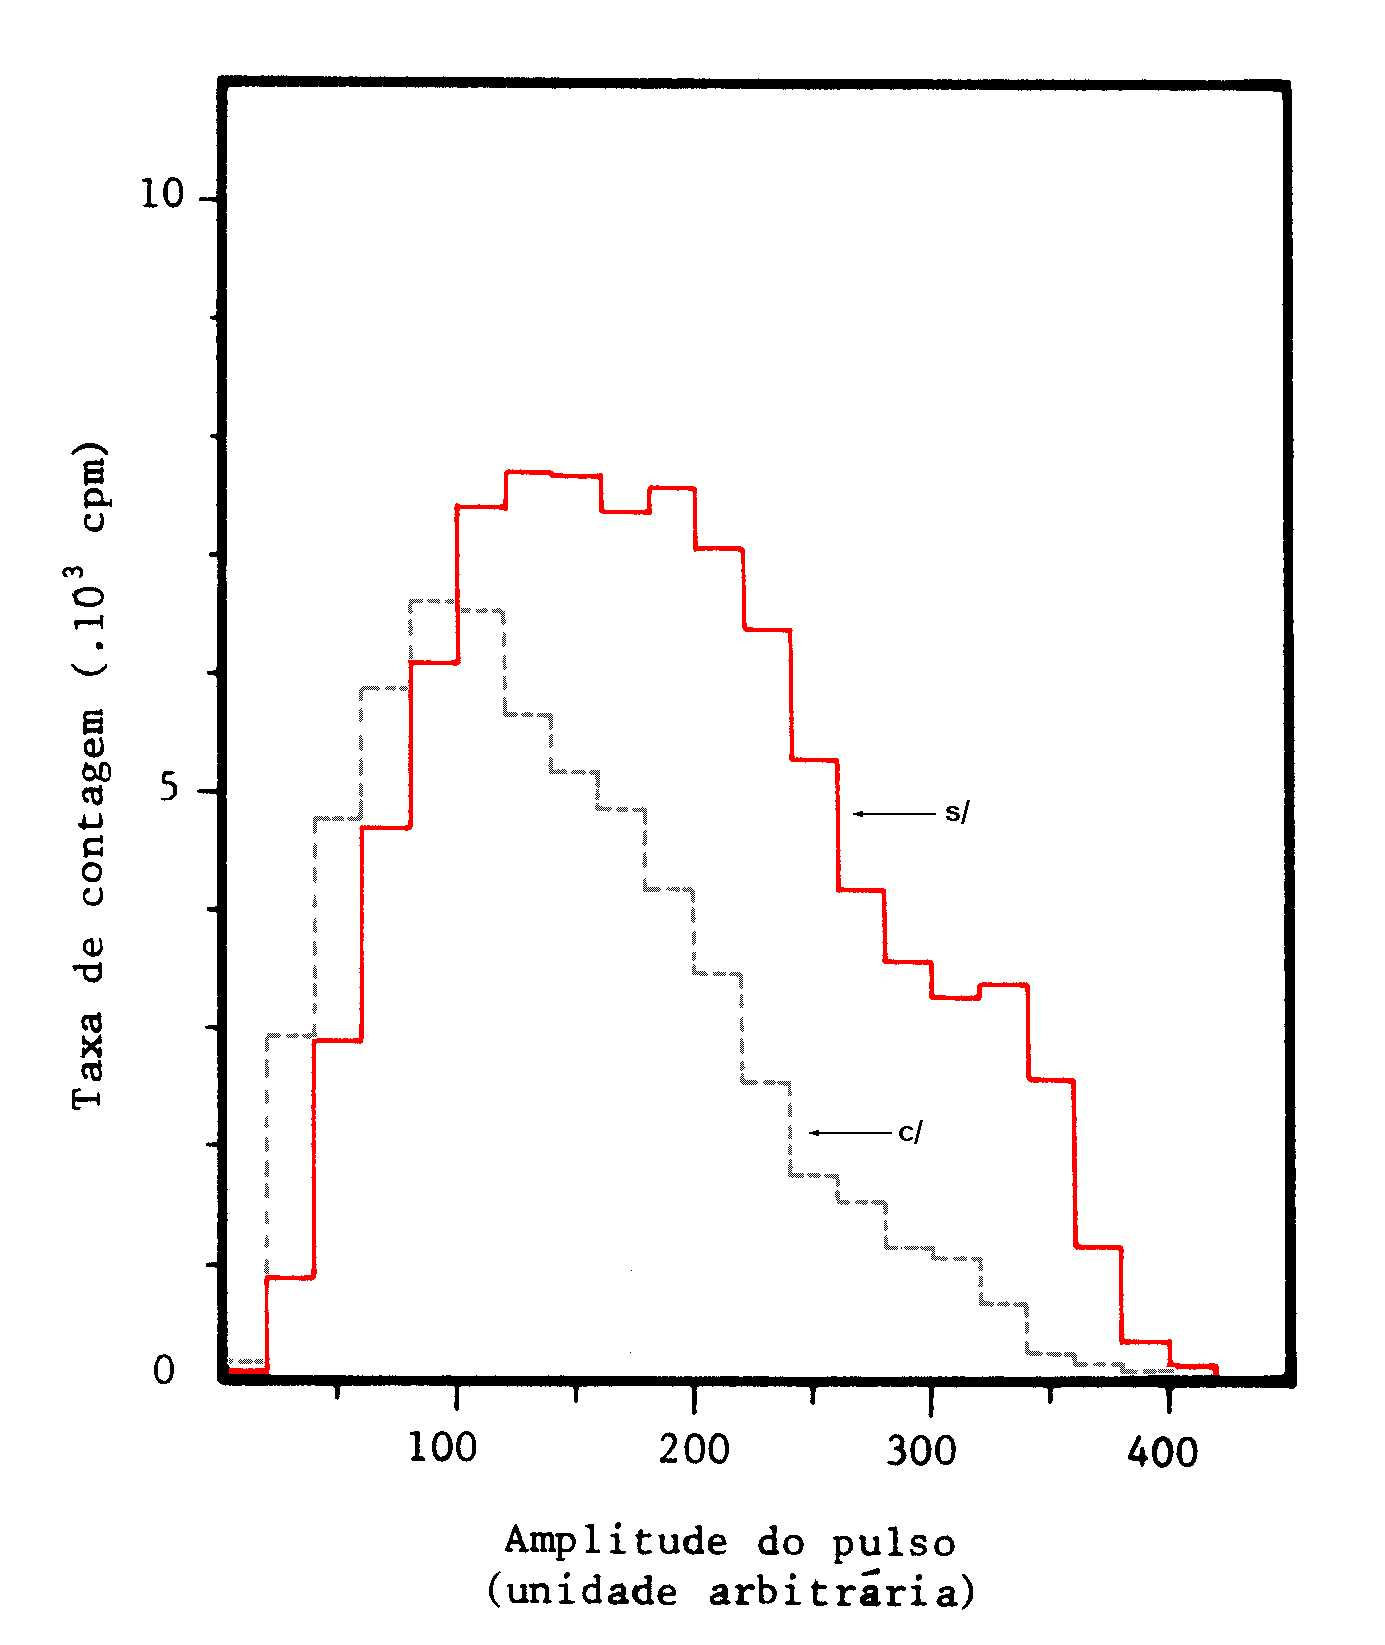 10
5
0
Taxa de contagem (.10³ cpm)
s/
c/
100 200 300 400
Amplitude do pulso
(unidade arbitrária)